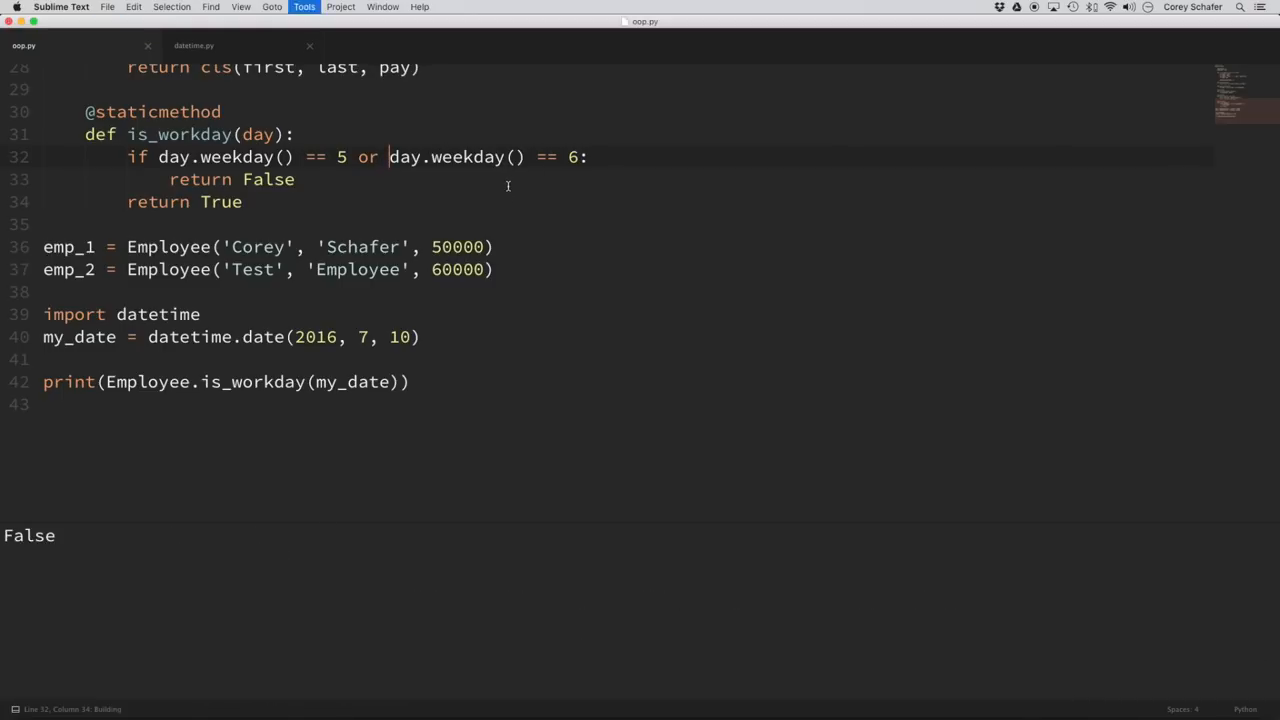 Sublime Text File Edit Selection Find View Goto Tools Project Window Help Corey Schafer
oop.py
oop.py datetime.py
28 return cls(first, last, pay)
29
30 @staticmethod
31 def is_workday(day):
32 if day.weekday() == 5 or day.weekday() == 6:
33 return False
34 return True
35
36 emp_1 = Employee('Corey', 'Schafer', 50000)
37 emp_2 = Employee('Test', 'Employee', 60000)
38
39 import datetime
40 my_date = datetime.date(2016, 7, 10)
41
42 print(Employee.is_workday(my_date))
43
False
Line 32, Column 34: Building Spaces: 4 Python